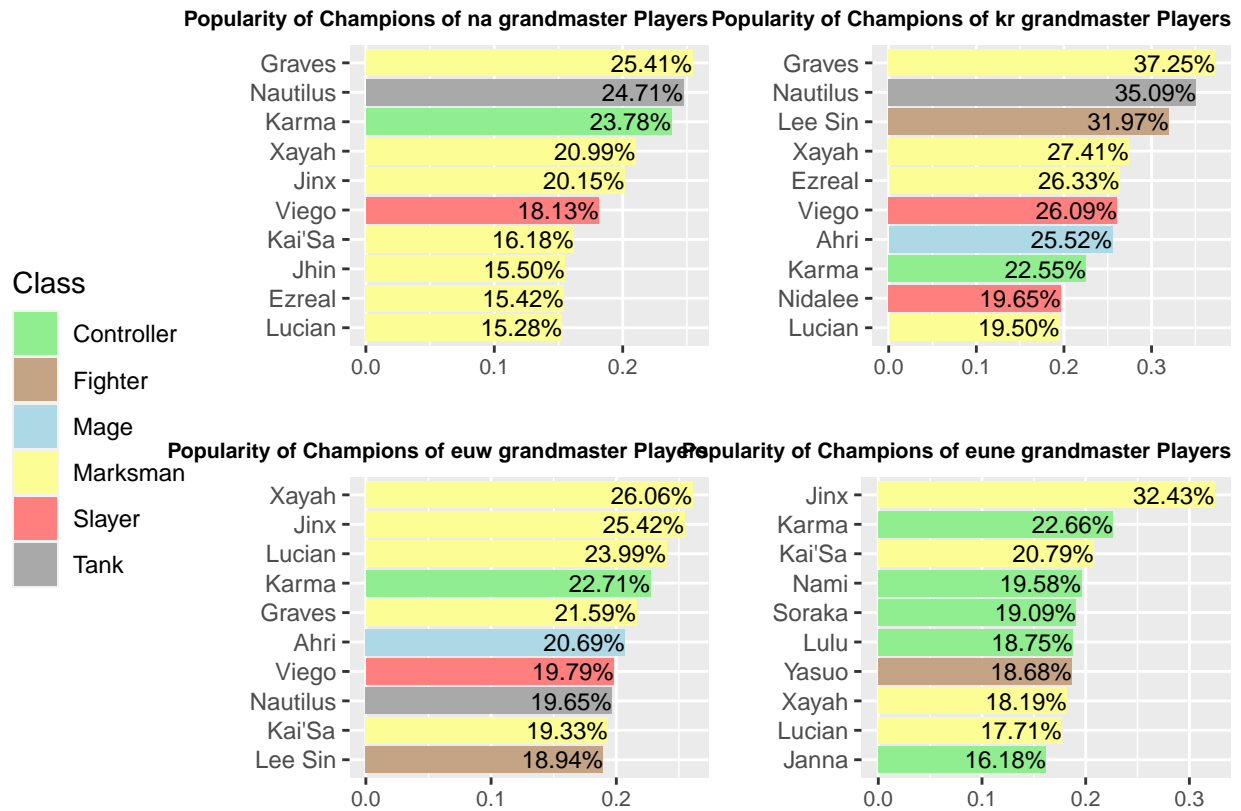 Popularity of Champions of na grandmaster Players
Graves 25.41%
Nautilus 24.71%
Karma 23.78%
Xayah 20.99%
Jinx 20.15%
Viego 18.13%
Kai'Sa 16.18%
Jhin 15.50%
Ezreal 15.42%
Lucian 15.28%
0.0 0.1 0.2
Popularity of Champions of kr grandmaster Players
Graves 37.25%
Nautilus 35.09%
Lee Sin 31.97%
Xayah 27.41%
Ezreal 26.33%
Viego 26.09%
Ahri 25.52%
Karma 22.55%
Nidalee 19.65%
Lucian 19.50%
0.0 0.1 0.2 0.3
Class
Controller
Fighter
Mage
Marksman
Slayer
Tank
Popularity of Champions of euw grandmaster Players
Xayah 26.06%
Jinx 25.42%
Lucian 23.99%
Karma 22.71%
Graves 21.59%
Ahri 20.69%
Viego 19.79%
Nautilus 19.65%
Kai'Sa 19.33%
Lee Sin 18.94%
0.0 0.1 0.2
Popularity of Champions of eune grandmaster Players
Jinx 32.43%
Karma 22.66%
Kai'Sa 20.79%
Nami 19.58%
Soraka 19.09%
Lulu 18.75%
Yasuo 18.68%
Xayah 18.19%
Lucian 17.71%
Janna 16.18%
0.0 0.1 0.2 0.3